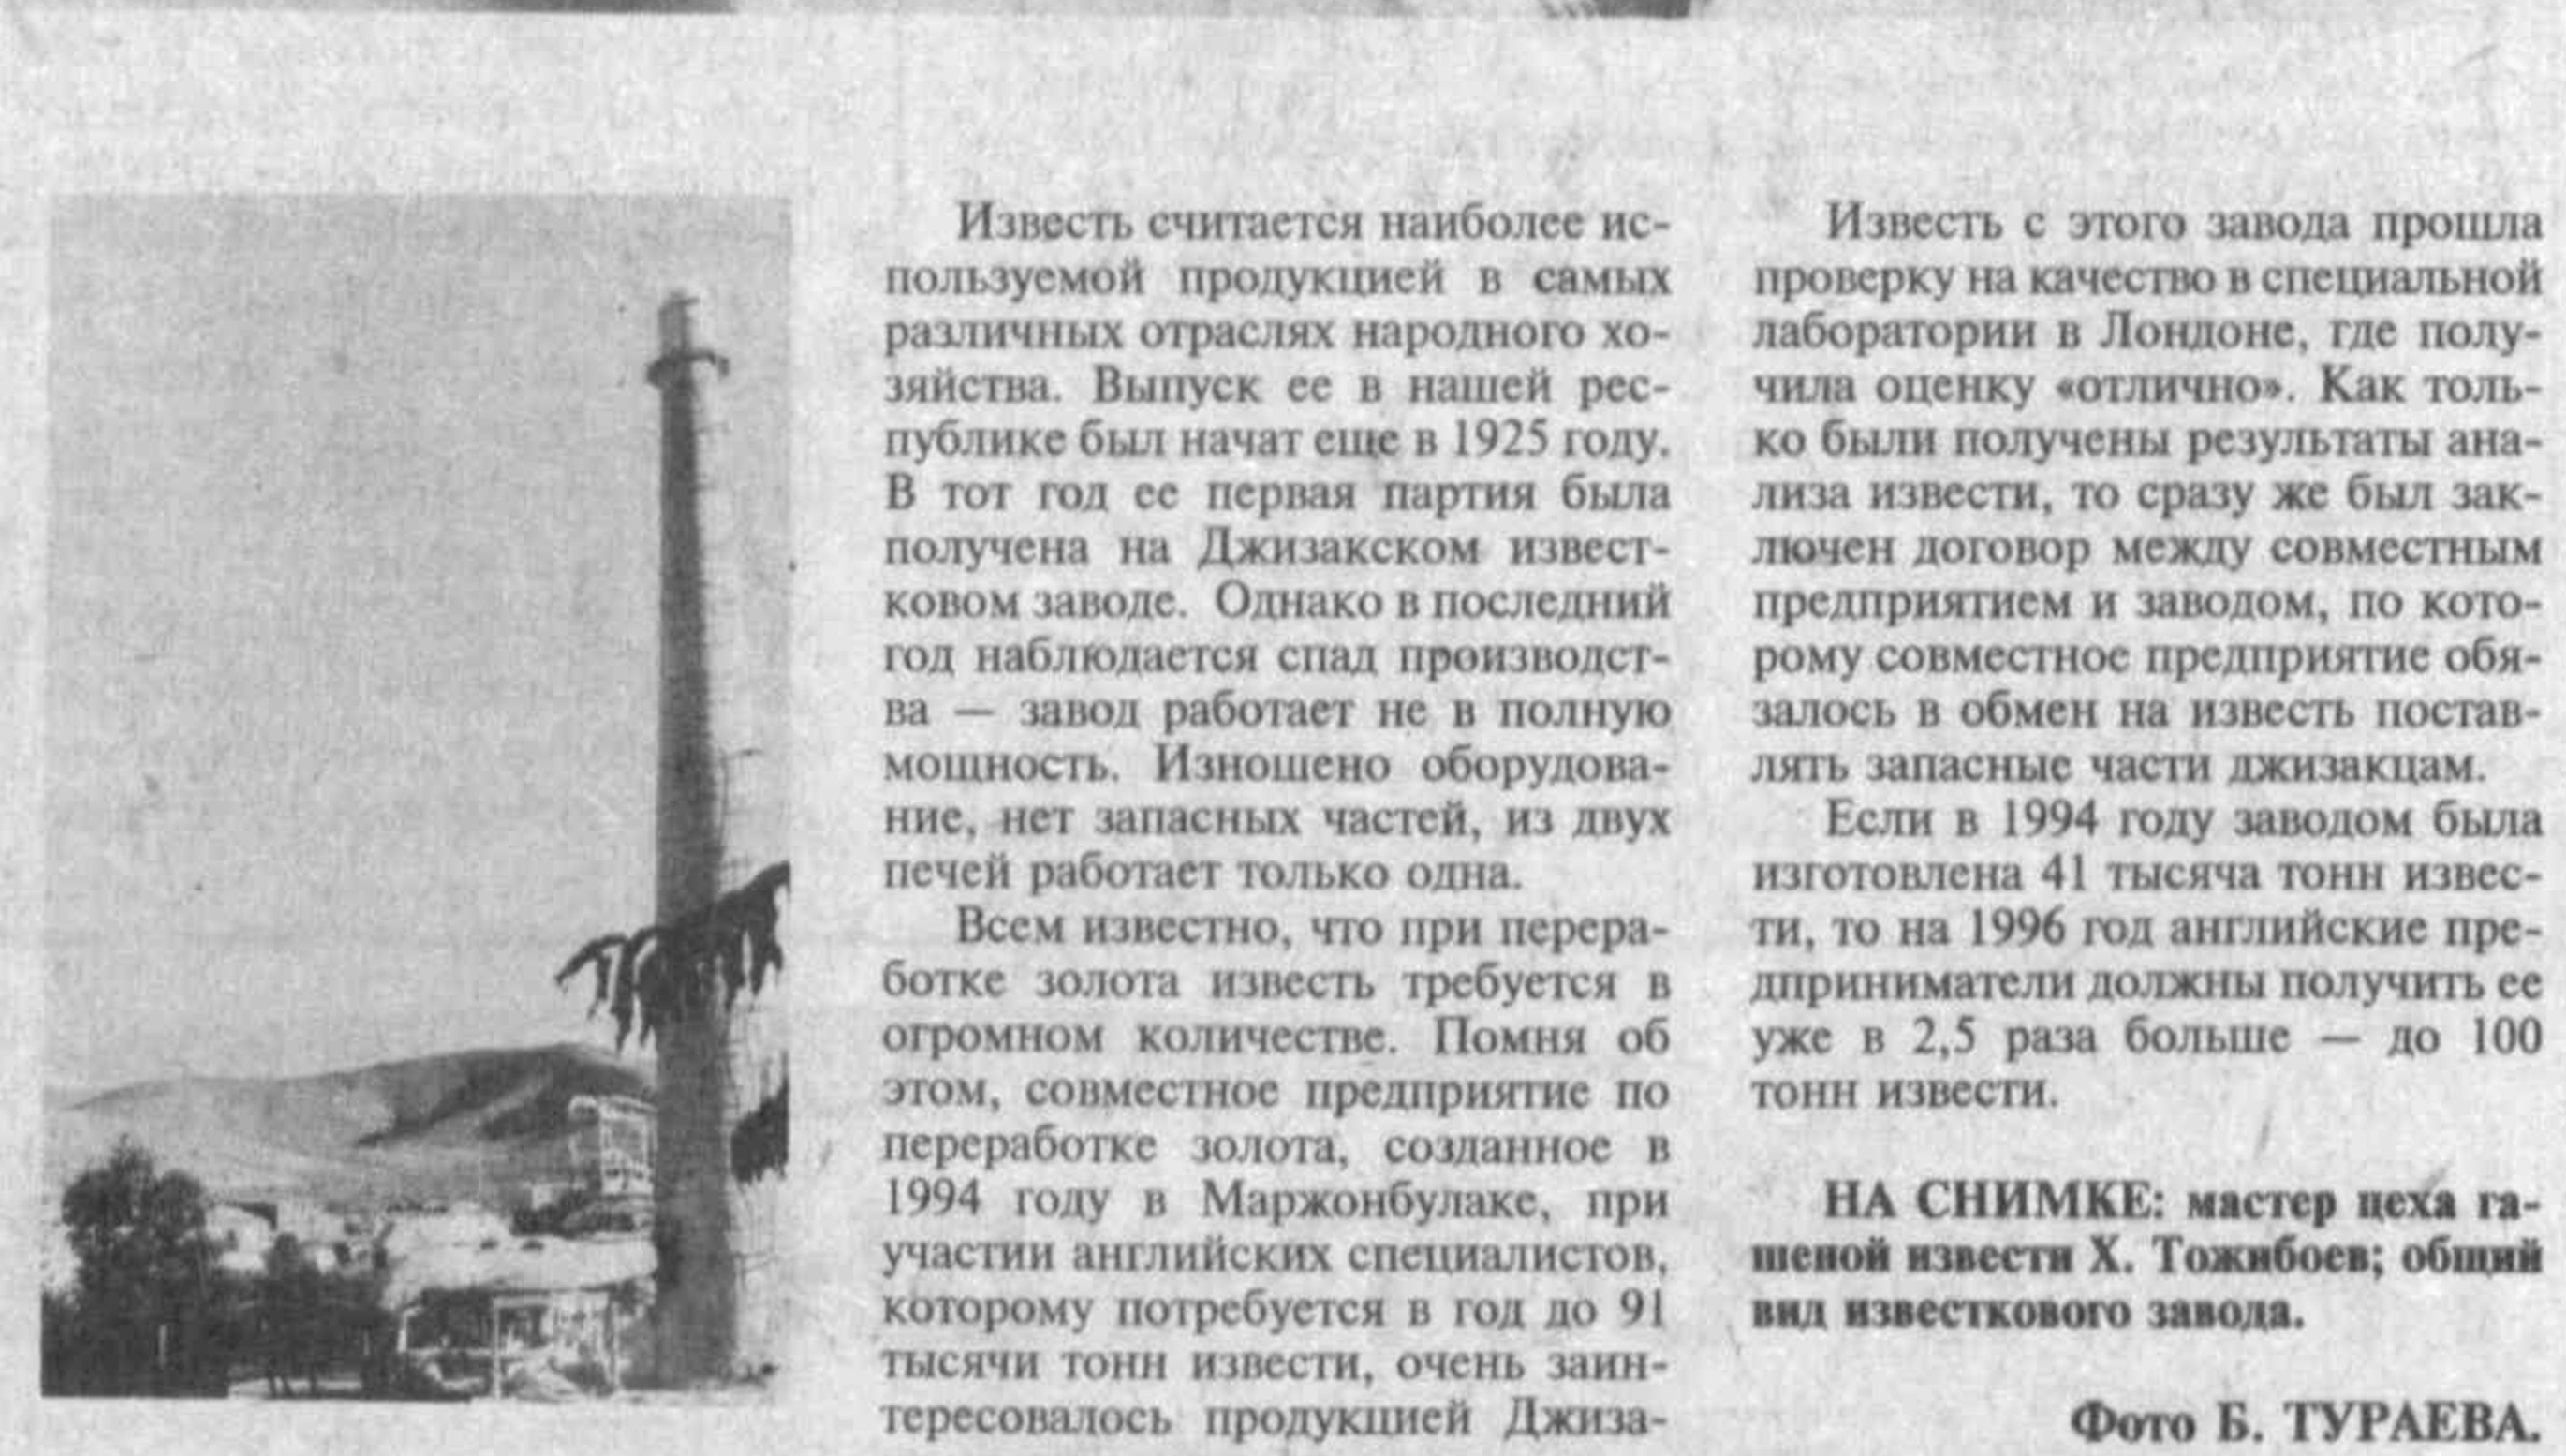 Известь считается наиболее ис-
пользуемой продукцией в самых
различных отраслях народного хо-
зяйства. Выпуск ее в нашей рес-
публике был начат еще в 1925 году.
В тот год ее первая партия была
получена на Джизакском извест-
ковом заводе. Однако в последний
год наблюдается спад производст-
ва — завод работает не в полную
мощность. Изношено оборудова-
ние, нет запасных частей, из двух
печей работает только одна.
Всем известно, что при перера-
ботке золота известь требуется в
огромном количестве. Помня об
этом, совместное предприятие по
переработке золота, созданное в
1994 году в Маржонбулаке, при
участии английских специалистов,
которому потребуется в год до 91
тысячи тонн извести, очень заин-
тересовалось продукцией Джиза-
Известь с этого завода прошла
проверку на качество в специальной
лаборатории в Лондоне, где полу-
чила оценку «отлично». Как толь-
ко были получены результаты ана-
лиза извести, то сразу же был зак-
лючен договор между совместным
предприятием и заводом, по кото-
рому совместное предприятие обя-
залось в обмен на известь постав-
лять запасные части джизакцам.
Если в 1994 году заводом была
изготовлена 41 тысяча тонн извес-
ти, то на 1996 год английские пре-
дприниматели должны получить ее
уже в 2,5 раза больше — до 100
тонн извести.
НА СНИМКЕ: мастер цеха га-
шеной извести Х. Тожибоев; общий
вид известкового завода.
Фото Б. ТУРАЕВА.